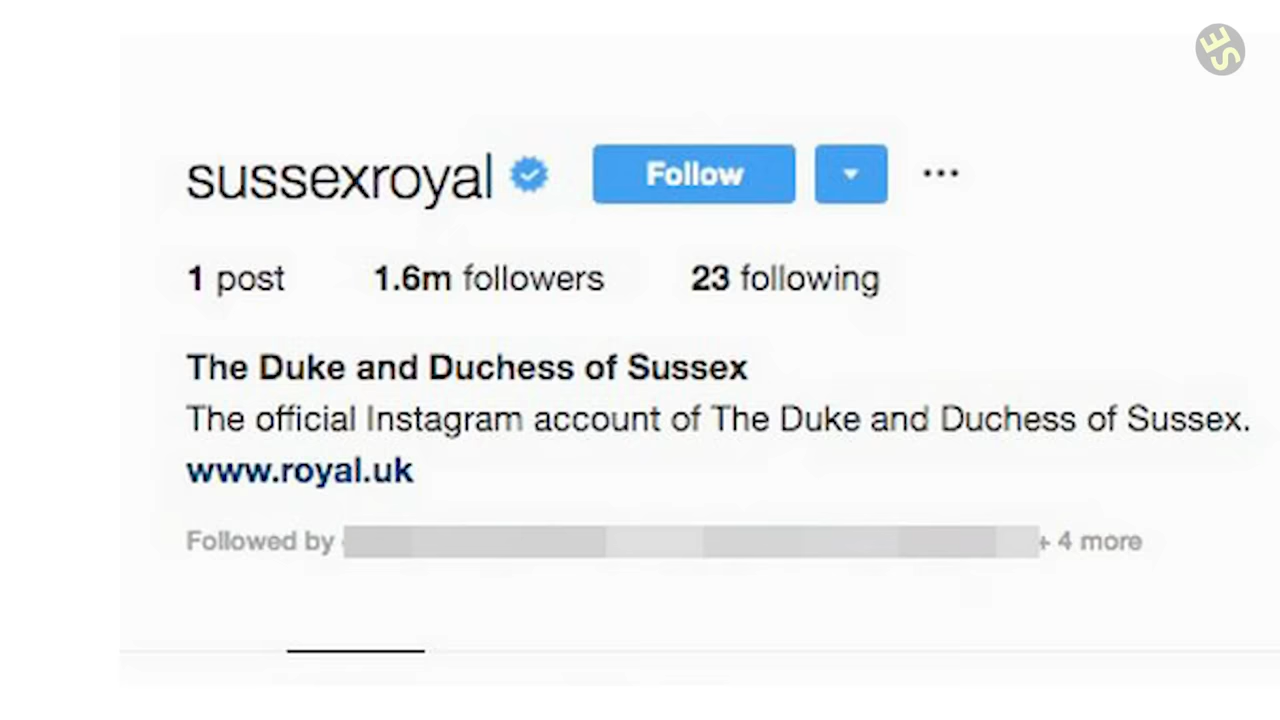 ES
sussexroyal Follow ...
1 post 1.6m followers 23 following
The Duke and Duchess of Sussex
The official Instagram account of The Duke and Duchess of Sussex.
www.royal.uk
Followed by + 4 more